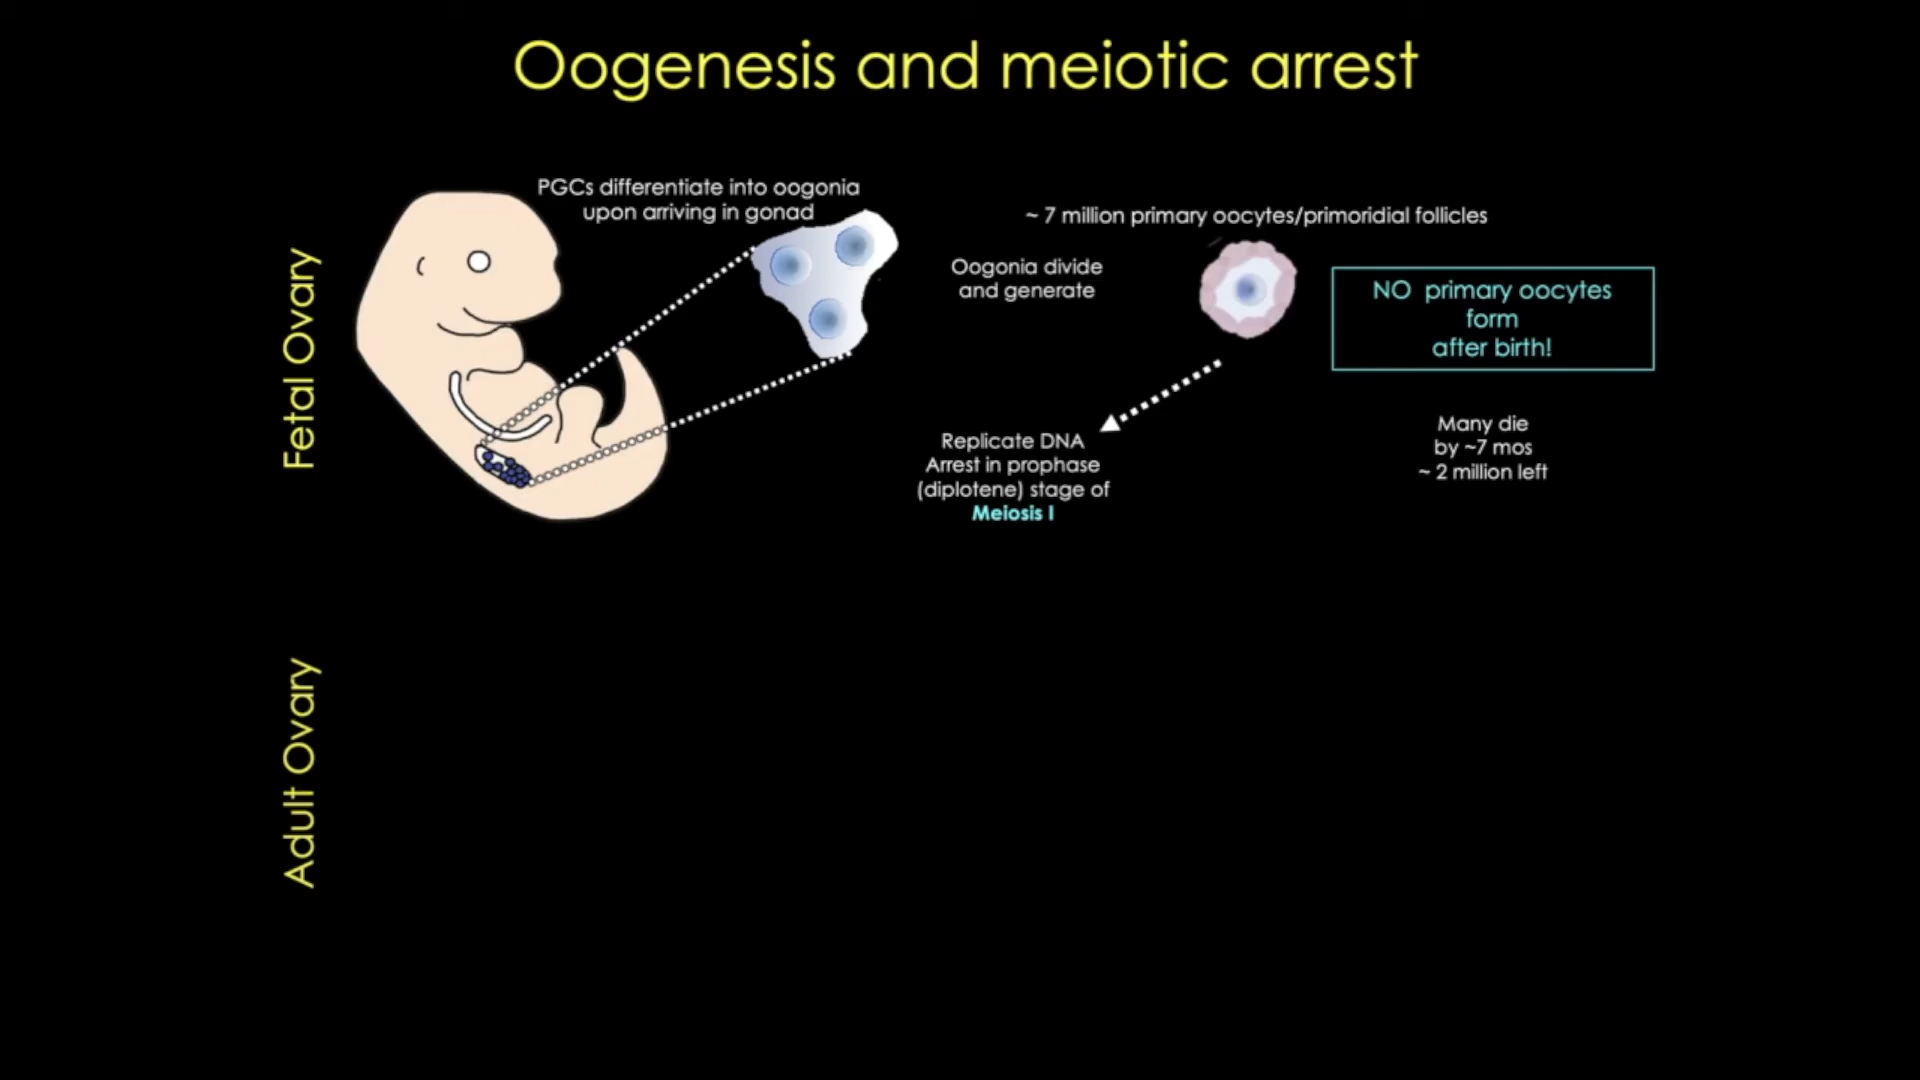 Oogenesis and meiotic arrest
Fetal Ovary
PGCs differentiate into oogonia
upon arriving in gonad
~ 7 million primary oocytes/primoridial follicles
Oogonia divide
and generate
NO primary oocytes
form
after birth!
Replicate DNA
Arrest in prophase
(diplotene) stage of
Meiosis I
Many die
by ~7 mos
~ 2 million left
Adult Ovary